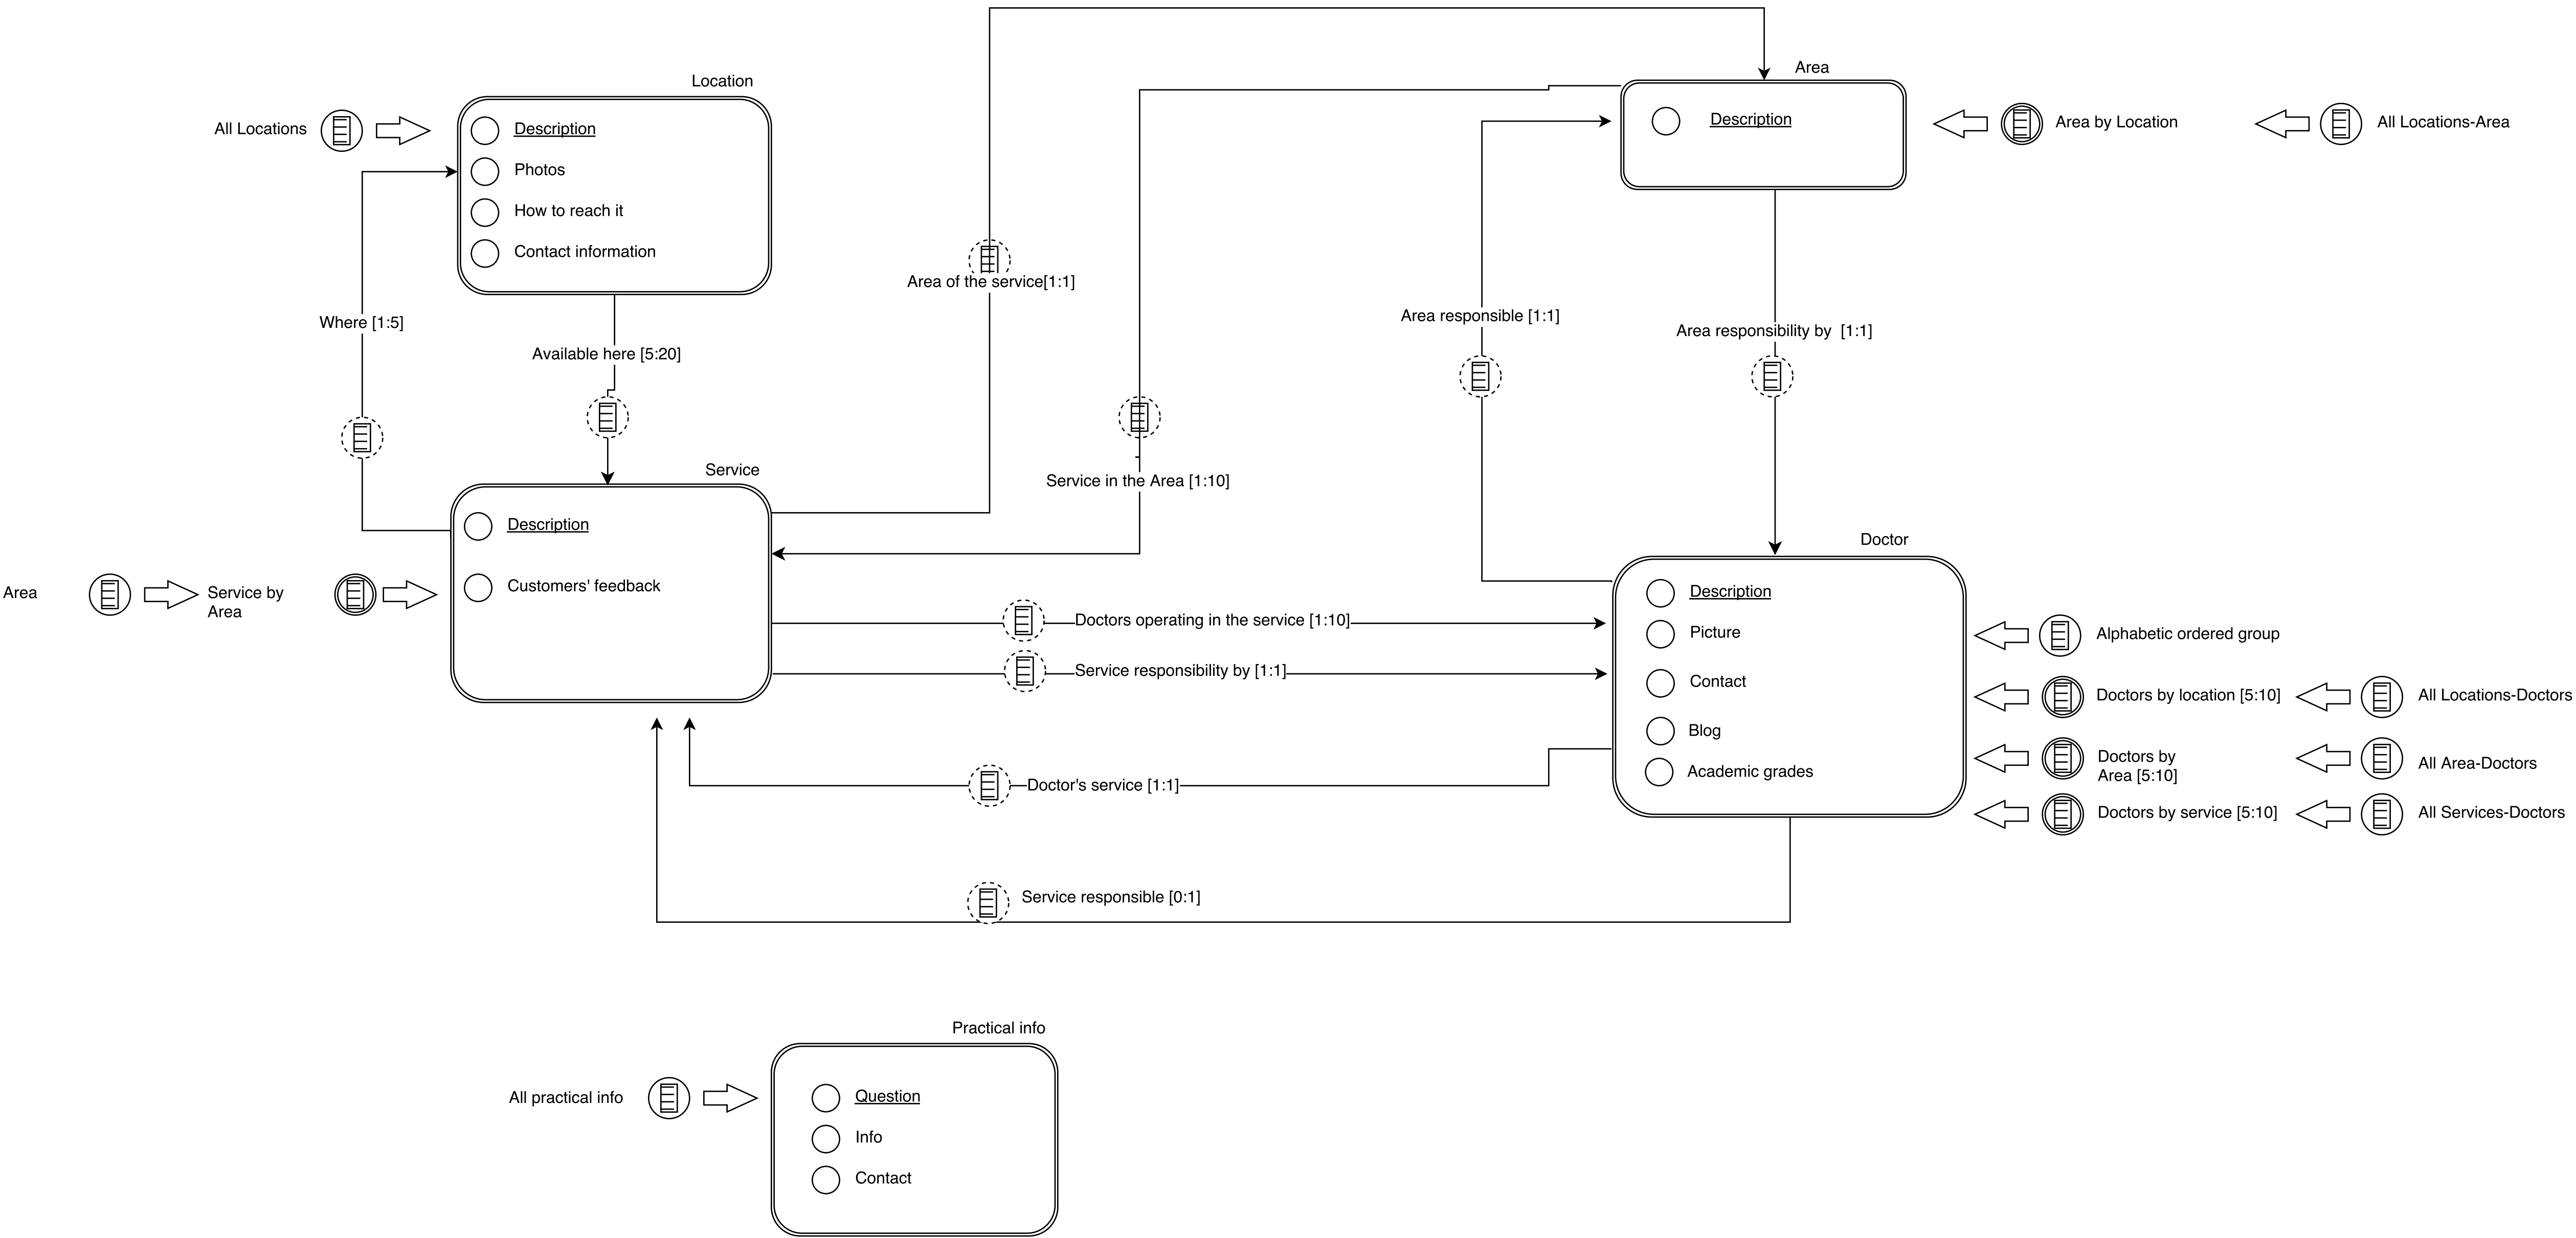 Location
All Locations
Description
Photos
How to reach it
Contact information
Area
Description
Area by Location
All Locations-Area
Where [1:5]
Available here [5:20]
Area of the service[1:1]
Service in the Area [1:10]
Area responsible [1:1]
Area responsibility by [1:1]
Service
Description
Customers' feedback
Area
Service by
Area
Doctors operating in the service [1:10]
Service responsibility by [1:1]
Doctor's service [1:1]
Service responsible [0:1]
Doctor
Description
Picture
Contact
Blog
Academic grades
Alphabetic ordered group
Doctors by location [5:10]
All Locations-Doctors
Doctors by
Area [5:10]
All Area-Doctors
Doctors by service [5:10]
All Services-Doctors
Practical info
All practical info
Question
Info
Contact